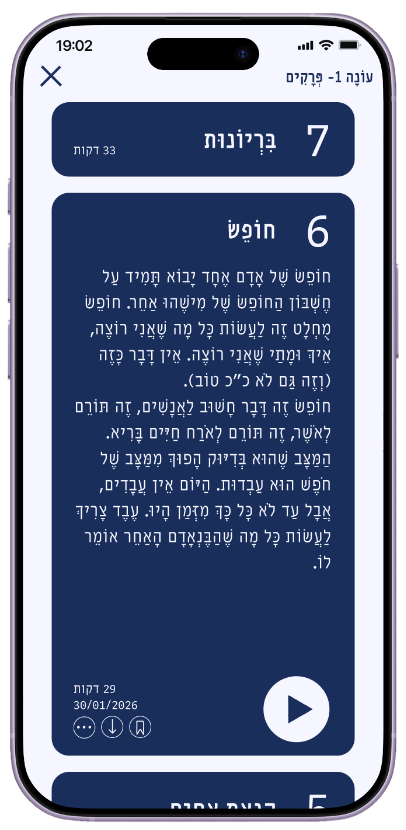 19:02
עוֹנָה 1- פְּרָקִים
7
בִּרְיוֹנוּת
33 דקות
6
חוֹפֵשׁ
חוֹפֵשׁ שֶׁל אָדָם אֶחָד יָבוֹא תָּמִיד עַל
חֶשְׁבּוֹן הַחוֹפֵשׁ שֶׁל מִישֶׁהוּ אַחֵר. חוֹפֵשׁ
מֻחְלָט זֶה לַעֲשׂוֹת כָּל מָה שֶׁאֲנִי רוֹצֶה,
אֵיךְ וּמָתַי שֶׁאֲנִי רוֹצֶה. אֵין דָּבָר כָּזֶה
(וְזֶה גַּם לֹא כ״כ טוֹב).
חוֹפֵשׁ זֶה דָּבָר חָשׁוּב לַאֲנָשִׁים, זֶה תּוֹרֵם
לְאֹשֶׁר, זֶה תּוֹרֵם לְאֹרַח חַיִּים בָּרִיא.
הַמַּצָּב שֶׁהוּא בְּדִיּוּק הָפוּךְ מִמַּצָּב שֶׁל
חֹפֶשׁ הוּא עַבְדוּת. הַיּוֹם אֵין עֲבָדִים,
אֲבָל עַד לֹא כָּל כָּךְ מִזְּמַן הָיוּ. עֶבֶד צָרִיךְ
לַעֲשׂוֹת כָּל מָה שֶׁהַבֶּנְאָדָם הָאַחֵר אוֹמֵר
לוֹ.
29 דקות
30/01/2026